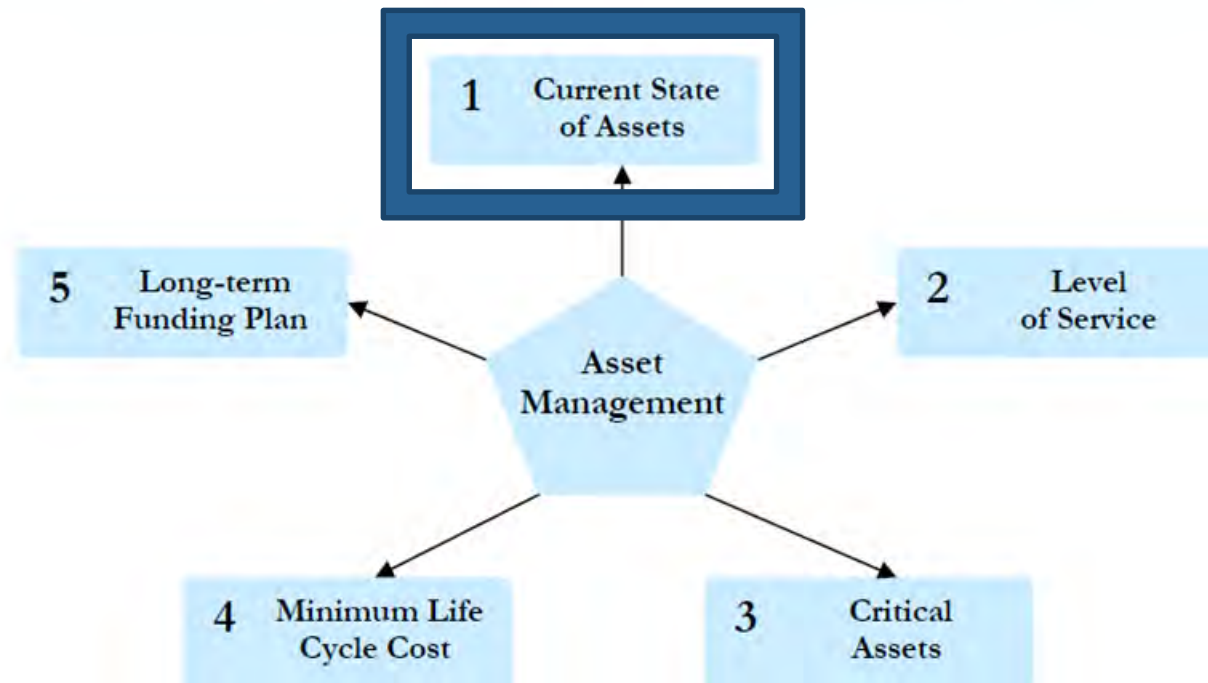 1 Current State
of Assets
5 Long-term
Funding Plan
2 Level
of Service
Asset
Management
4 Minimum Life
Cycle Cost
3 Critical
Assets